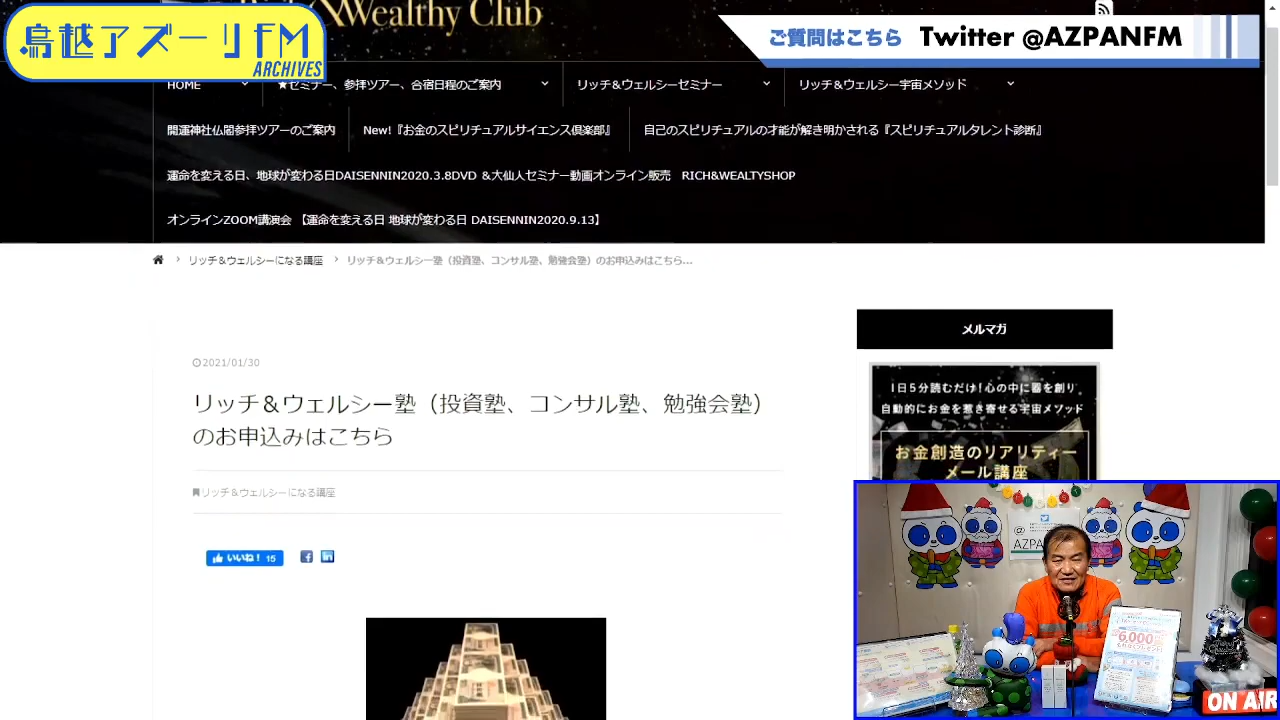 Rich&Wealthy Club
鳥越アズーリFM
ARCHIVES
ご質問はこちら Twitter @AZPANFM
HOME
★セミナー、参拝ツアー、合宿日程のご案内
リッチ＆ウェルシーセミナー
リッチ＆ウェルシー宇宙メソッド
開運神社仏閣参拝ツアーのご案内
New!『お金のスピリチュアルサイエンス倶楽部』
自己のスピリチュアルの才能が解き明かされる『スピリチュアルタレント診断』
運命を変える日、地球が変わる日DAISENNIN2020.3.8DVD ＆大仙人セミナー動画オンライン販売 RICH&WEALTYSHOP
オンラインZOOM講演会 【運命を変える日 地球が変わる日 DAISENNIN2020.9.13】
リッチ＆ウェルシーになる講座
リッチ＆ウェルシー塾（投資塾、コンサル塾、勉強会塾）のお申込みはこちら...
メルマガ
2021/01/30
リッチ＆ウェルシー塾（投資塾、コンサル塾、勉強会塾）
のお申込みはこちら
1日5分読むだけ!心の中に器を創り
自動的にお金を惹き寄せる宇宙メソッド
お金創造のリアリティー
メール講座
リッチ＆ウェルシーになる講座
いいね！ 15
@
AZPA
6,000
ON AIR